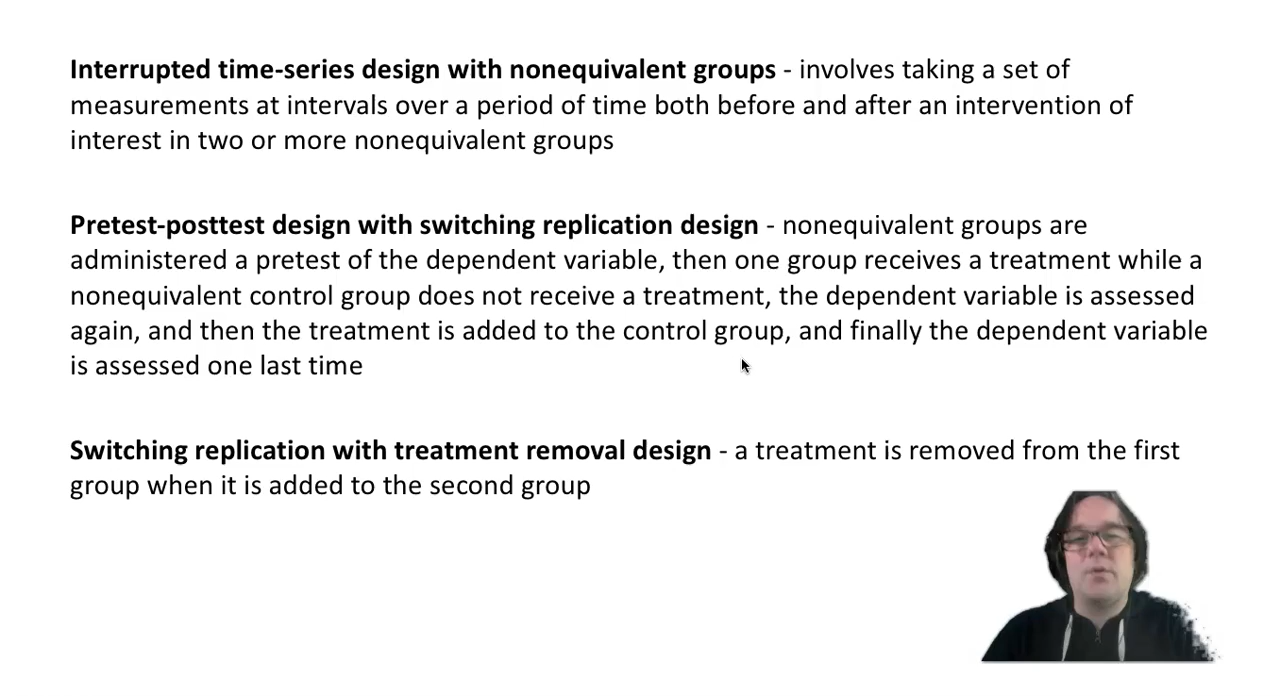 Interrupted time-series design with nonequivalent groups - involves taking a set of
measurements at intervals over a period of time both before and after an intervention of
interest in two or more nonequivalent groups
Pretest-posttest design with switching replication design - nonequivalent groups are
administered a pretest of the dependent variable, then one group receives a treatment while a
nonequivalent control group does not receive a treatment, the dependent variable is assessed
again, and then the treatment is added to the control group, and finally the dependent variable
is assessed one last time
Switching replication with treatment removal design - a treatment is removed from the first
group when it is added to the second group